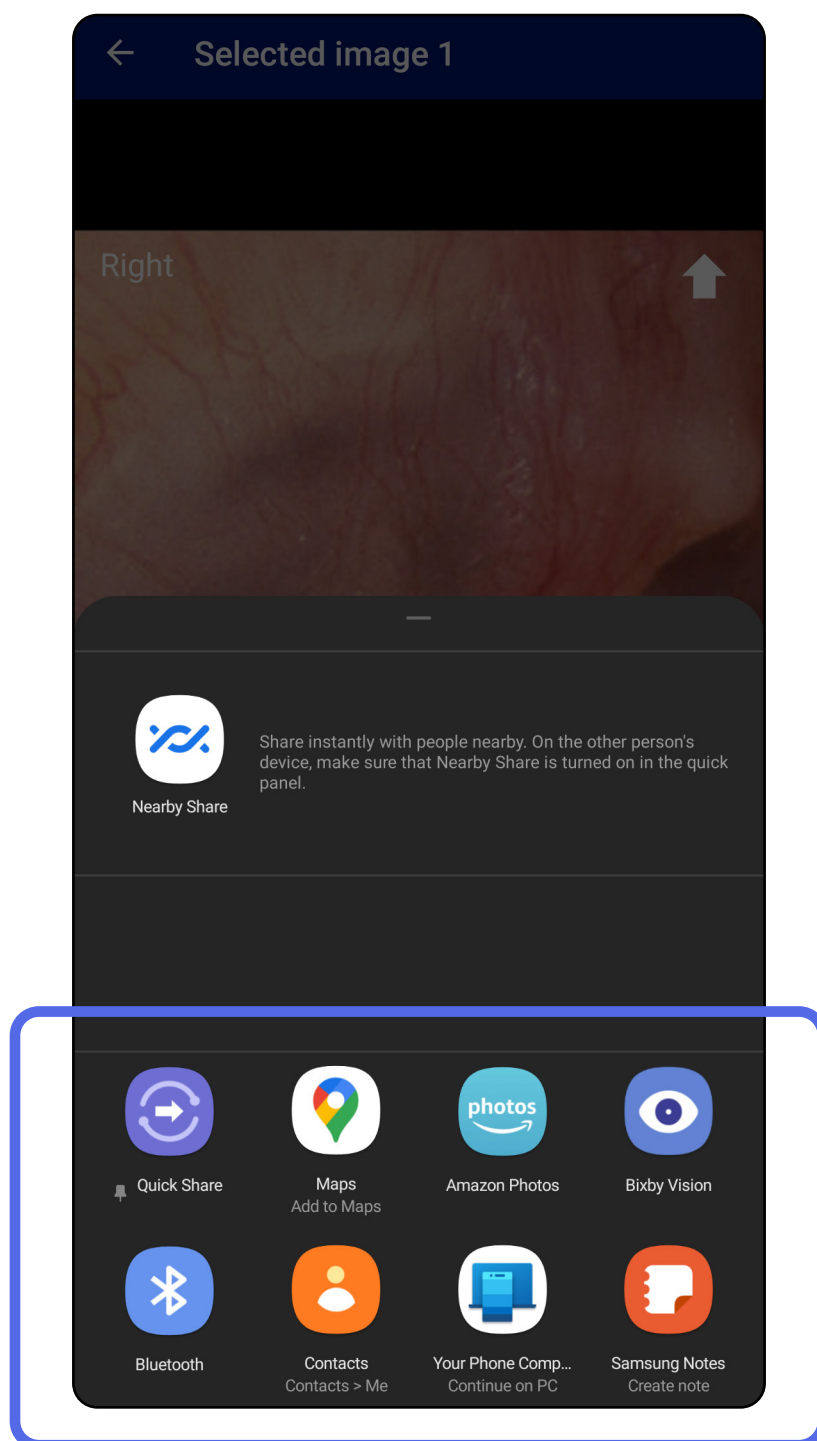 Selected image 1
Right
Share instantly with people nearby. On the other person's
device, make sure that Nearby Share is turned on in the quick
panel.
Nearby Share
photos
Quick Share
Maps
Amazon Photos
Bixby Vision
Add to Maps
Bluetooth
Contacts
Your Phone Comp...
Samsung Notes
Contacts > Me
Continue on PC
Create note